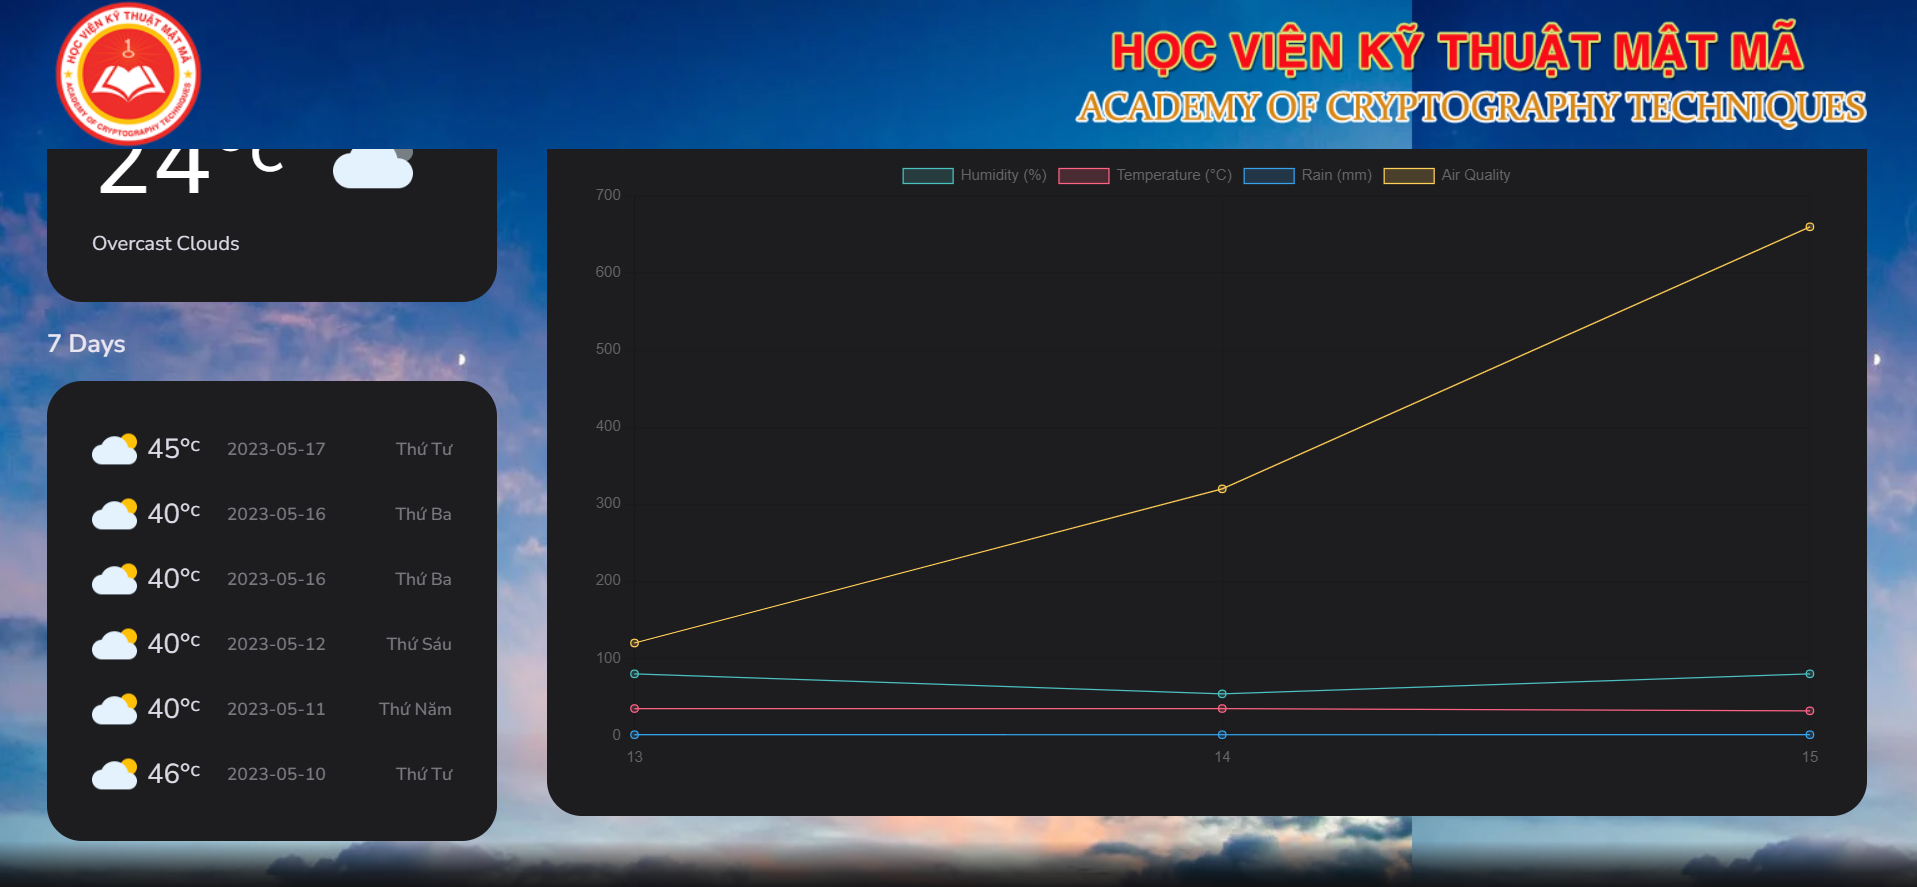 HỌC VIỆN KỸ THUẬT MẬT MÃ
ACADEMY OF CRYPTOGRAPHY TECHNIQUES
HỌC VIỆN KỸ THUẬT MẬT MÃ
ACADEMY OF CRYPTOGRAPHY TECHNIQUES
24°C
Overcast Clouds
7 Days
45°C 2023-05-17 Thứ Tư
40°C 2023-05-16 Thứ Ba
40°C 2023-05-16 Thứ Ba
40°C 2023-05-12 Thứ Sáu
40°C 2023-05-11 Thứ Năm
46°C 2023-05-10 Thứ Tư
Humidity (%) Temperature (°C) Rain (mm) Air Quality
700
600
500
400
300
200
100
0
13 14 15